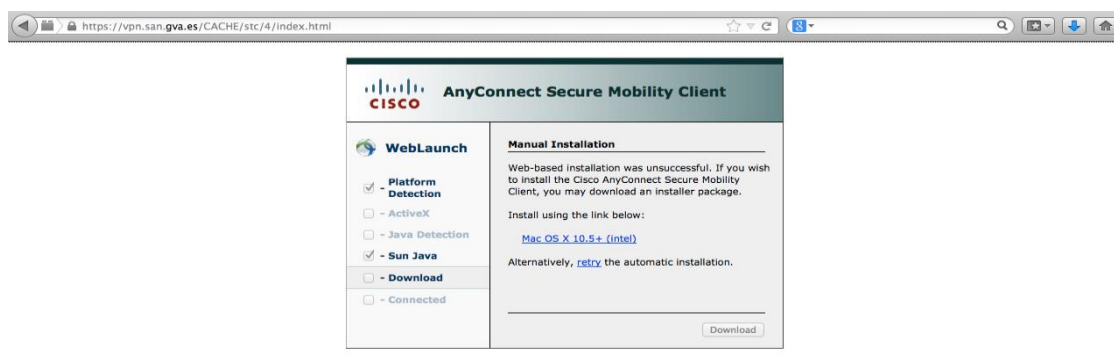 https://vpn.san.gva.es/CACHE/stc/4/index.html
8
CISCO
AnyConnect Secure Mobility Client
WebLaunch
- Platform Detection
- ActiveX
- Java Detection
- Sun Java
- Download
- Connected
Manual Installation
Web-based installation was unsuccessful. If you wish
to install the Cisco AnyConnect Secure Mobility
Client, you may download an installer package.
Install using the link below:
Mac OS X 10.5+ (intel)
Alternatively, retry the automatic installation.
Download